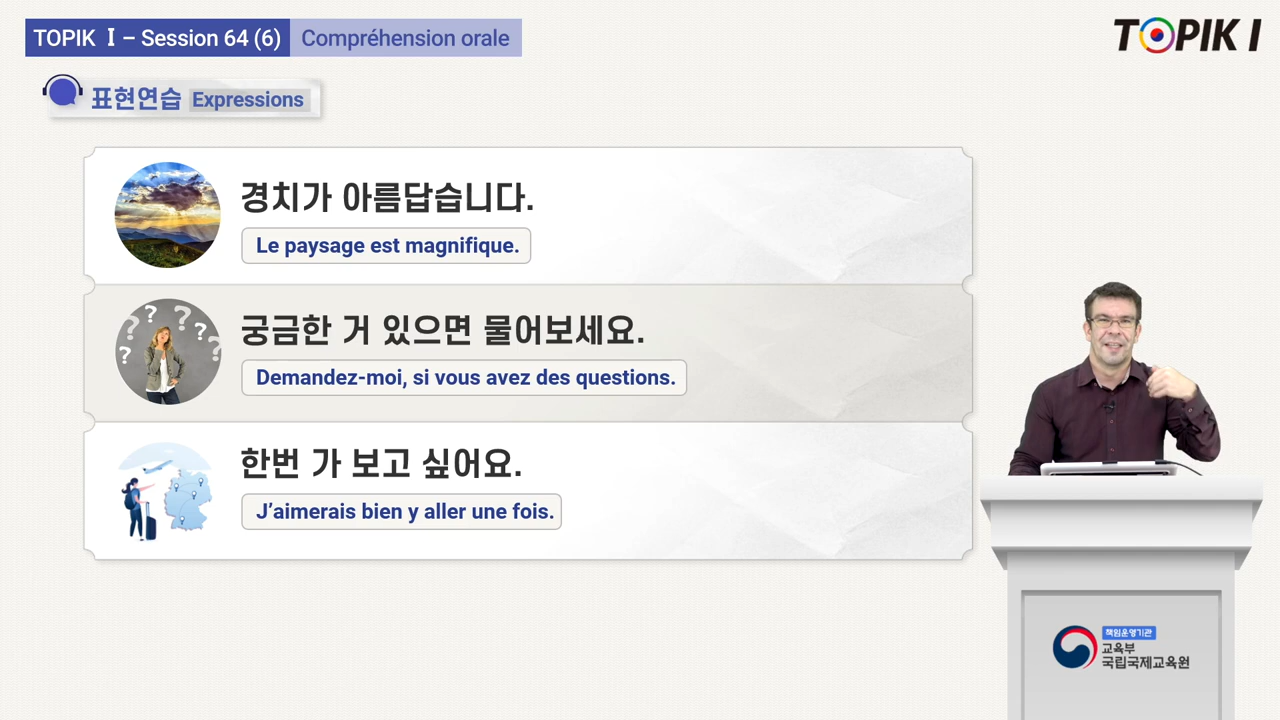 TOPIK Ⅰ – Session 64 (6) Compréhension orale
TOPIK I
표현연습 Expressions
경치가 아름답습니다.
Le paysage est magnifique.
궁금한 거 있으면 물어보세요.
Demandez-moi, si vous avez des questions.
한번 가 보고 싶어요.
J’aimerais bien y aller une fois.
책임운영기관
교육부
국립국제교육원